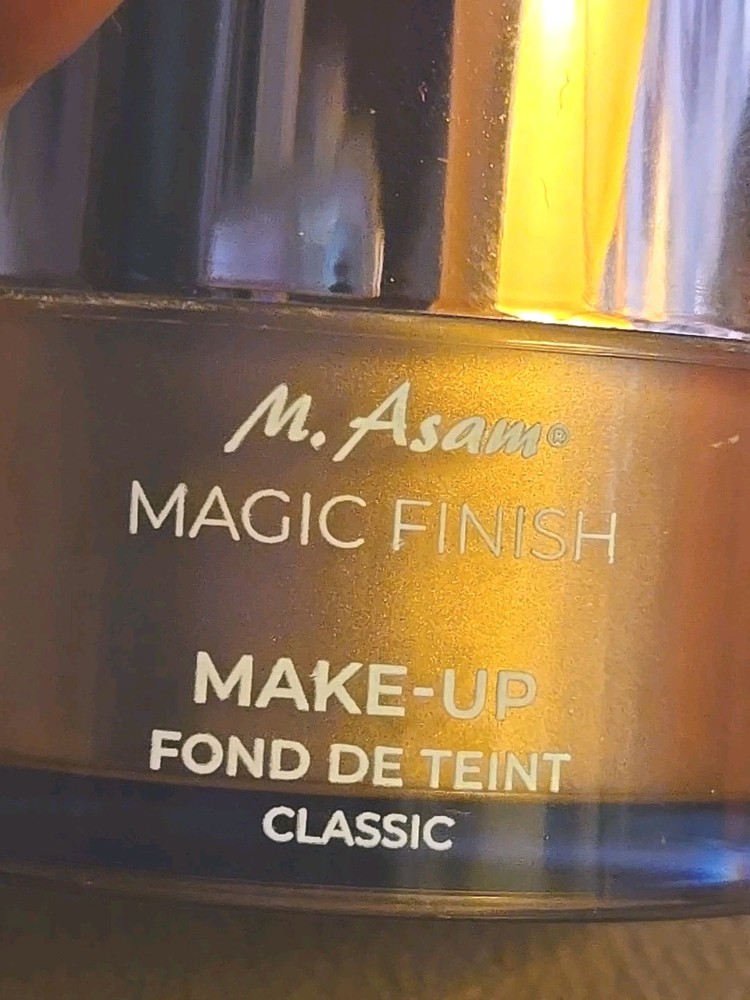 M. Asam®
MAGIC FINISH
MAKE-UP
FOND DE TEINT
CLASSIC